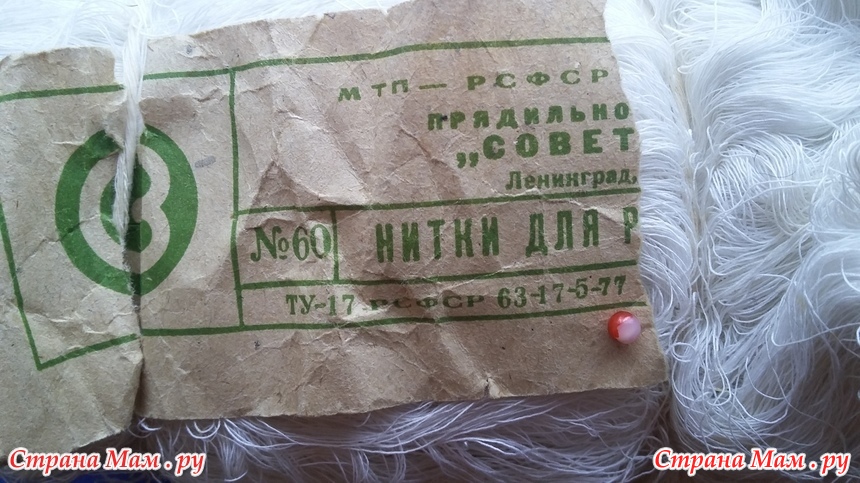 МТП — РСФСР
ПРЯДИЛЬНО
„СОВЕТ
Ленинград,
№60 НИТКИ ДЛЯ Р
ТУ-17 РСФСР 63-17-5-77
Страна Мам.ру Страна Мам.ру